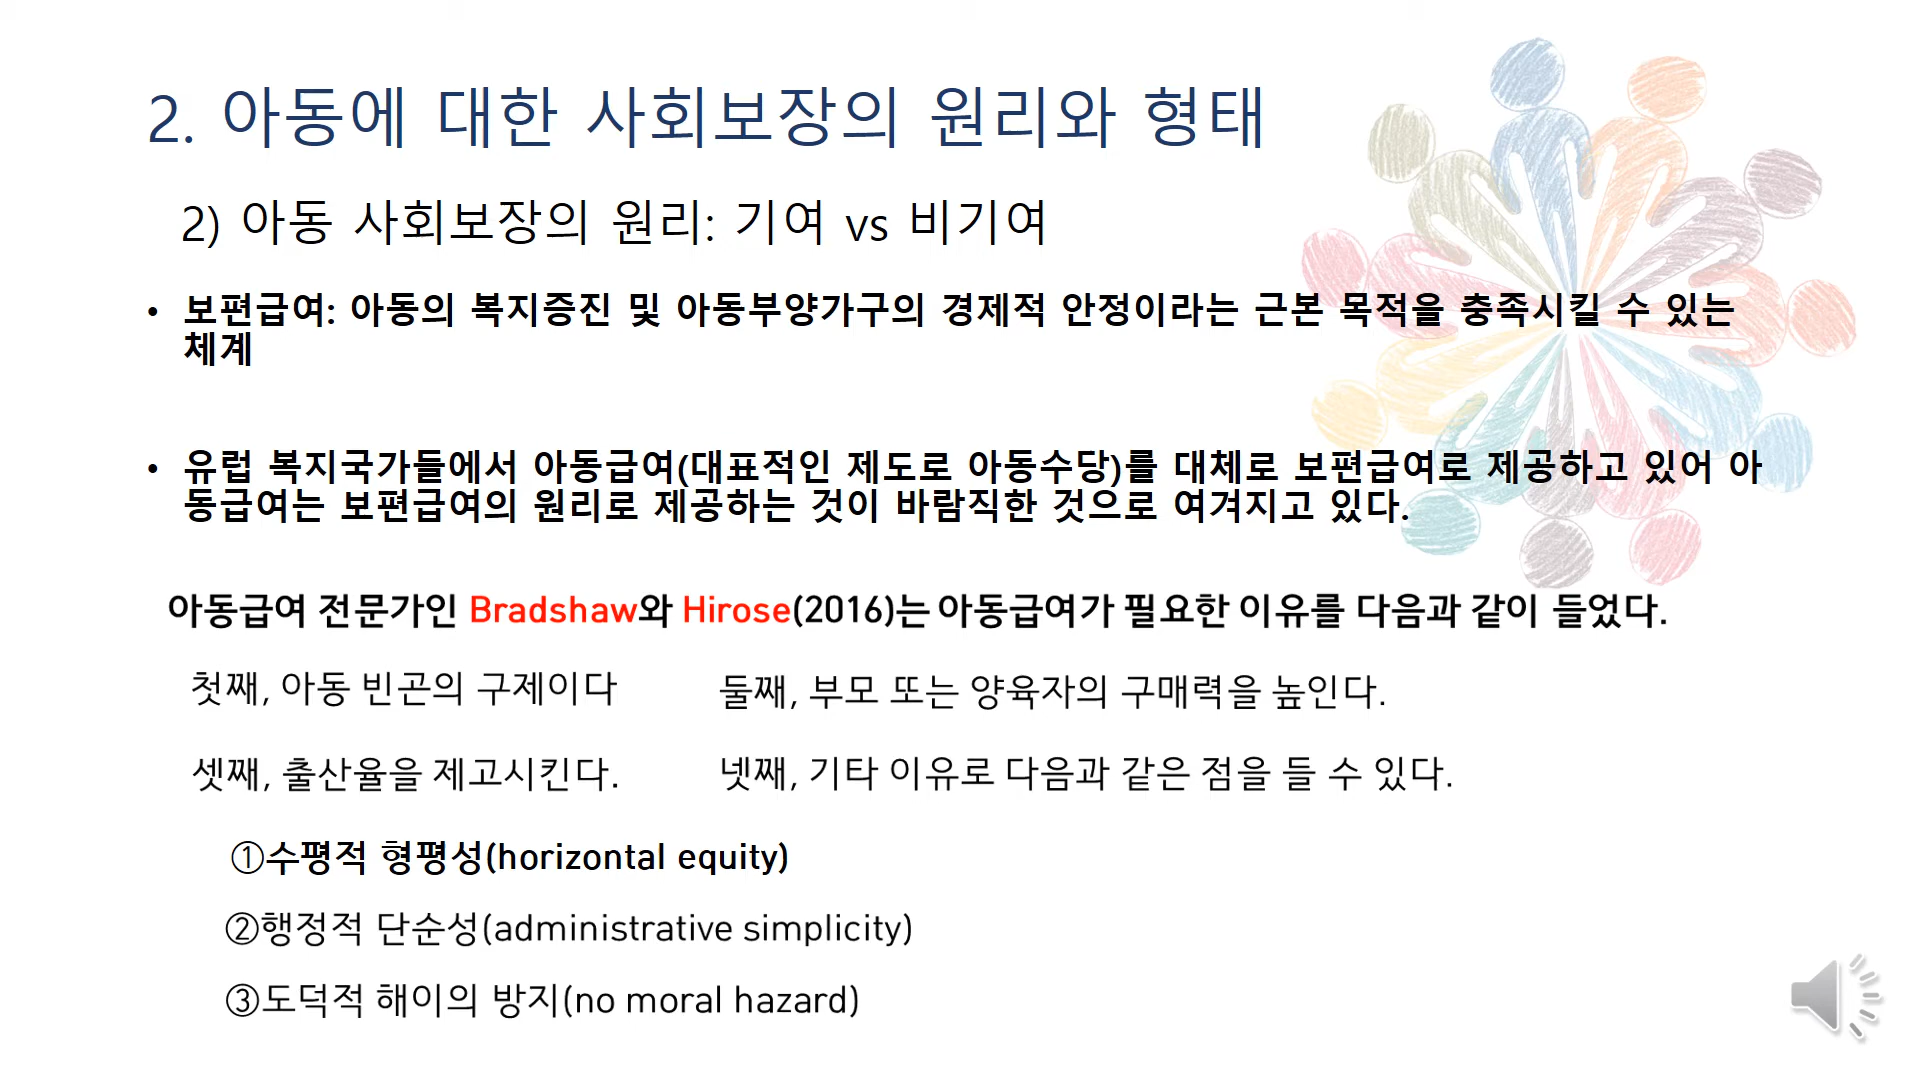 2. 아동에 대한 사회보장의 원리와 형태
2) 아동 사회보장의 원리: 기여 vs 비기여
• 보편급여: 아동의 복지증진 및 아동부양가구의 경제적 안정이라는 근본 목적을 충족시킬 수 있는
체계
• 유럽 복지국가들에서 아동급여(대표적인 제도로 아동수당)를 대체로 보편급여로 제공하고 있어 아
동급여는 보편급여의 원리로 제공하는 것이 바람직한 것으로 여겨지고 있다.
아동급여 전문가인 Bradshaw와 Hirose(2016)는 아동급여가 필요한 이유를 다음과 같이 들었다.
첫째, 아동 빈곤의 구제이다
둘째, 부모 또는 양육자의 구매력을 높인다.
셋째, 출산율을 제고시킨다.
넷째, 기타 이유로 다음과 같은 점을 들 수 있다.
①수평적 형평성(horizontal equity)
②행정적 단순성(administrative simplicity)
③도덕적 해이의 방지(no moral hazard)